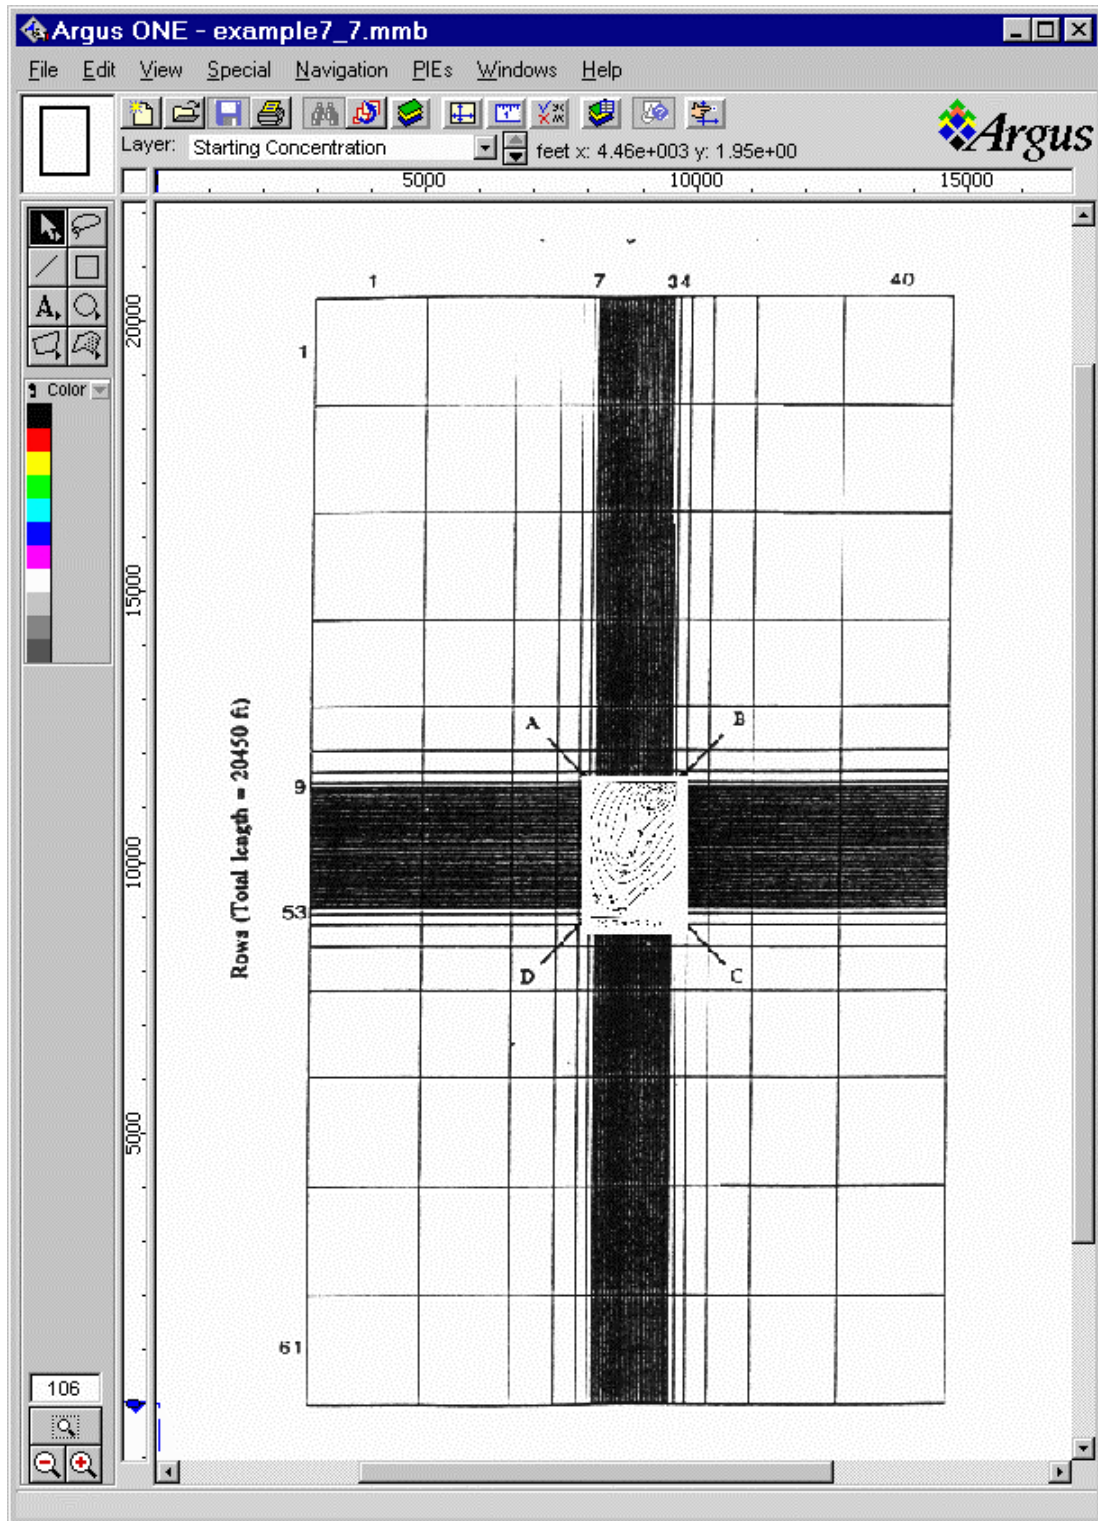 Argus ONE - example7_7.mmb
File Edit View Special Navigation PIEs Windows Help
Layer: Starting Concentration feet x: 4.46e+003 y: 1.95e+00
Argus
5000 10000 15000
1 7 34 40
20000
1
Color
15000
A B
Rows (Total length = 20450 ft)
9
10000
53
D C
5000
61
106